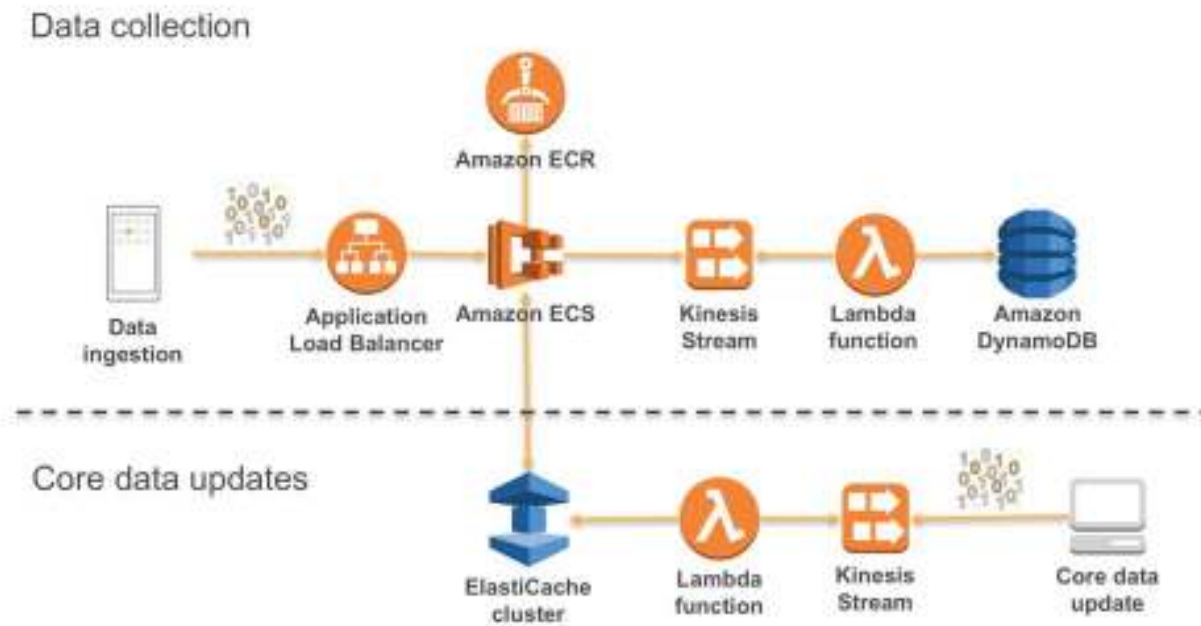 Data collection
Amazon ECR
Data
ingestion
Application
Load Balancer
Amazon ECS
Kinesis
Stream
Lambda
function
Amazon
DynamoDB
Core data updates
ElastiCache
cluster
Lambda
function
Kinesis
Stream
Core data
update